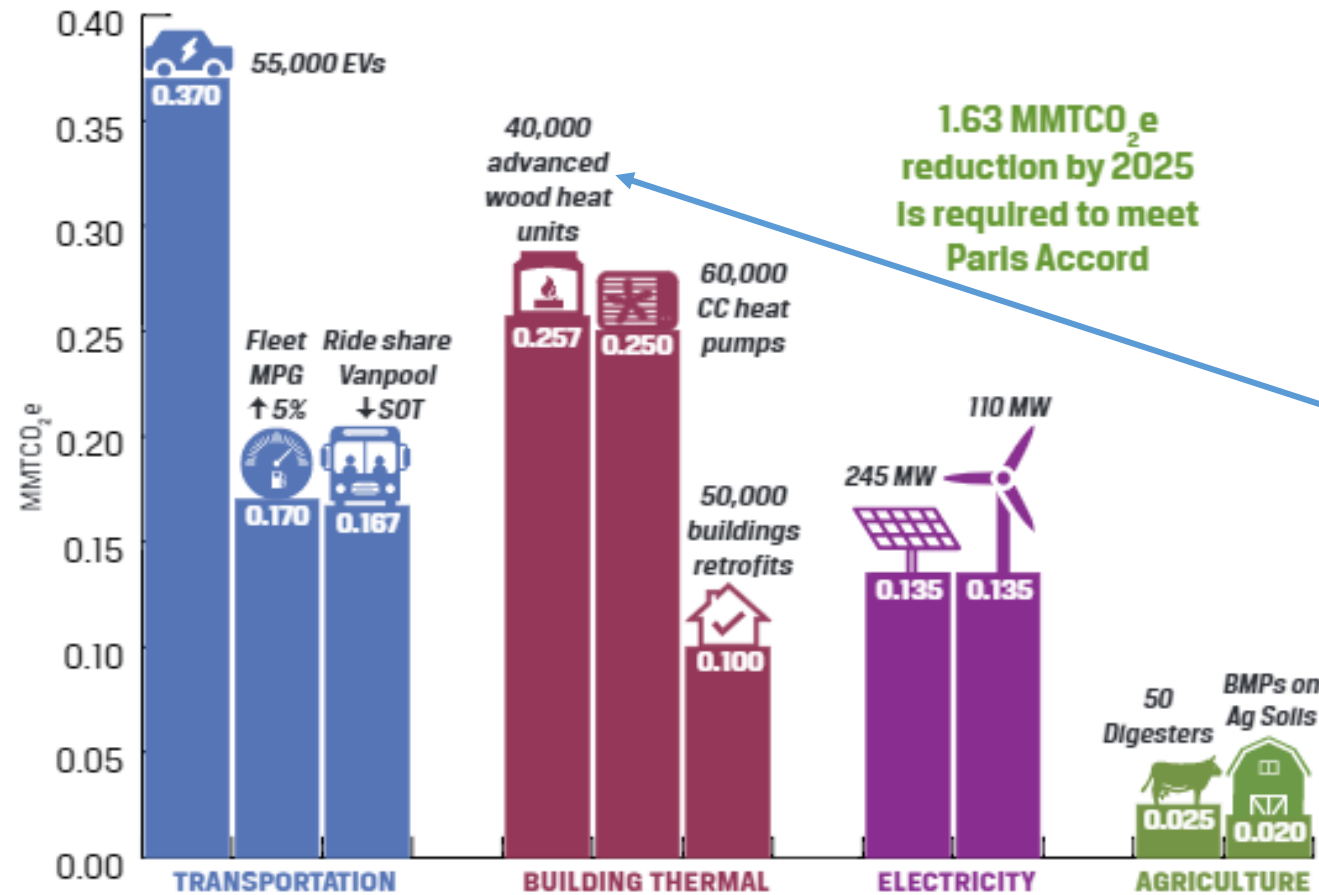 0.40
0.35
0.30
0.25
0.20
0.15
0.10
0.05
0.00
MMTCO₂e
55,000 EVs
0.370
Fleet
MPG
↑5%
0.170
Ride share
Vanpool
↓SOT
0.167
TRANSPORTATION
40,000
advanced
wood heat
units
0.257
60,000
CC heat
pumps
0.250
50,000
buildings
retrofits
0.100
BUILDING THERMAL
1.63 MMTCO₂e
reduction by 2025
is required to meet
Paris Accord
245 MW
0.135
110 MW
0.135
ELECTRICITY
50
Digesters
0.025
BMPs on
Ag Soils
0.020
AGRICULTURE